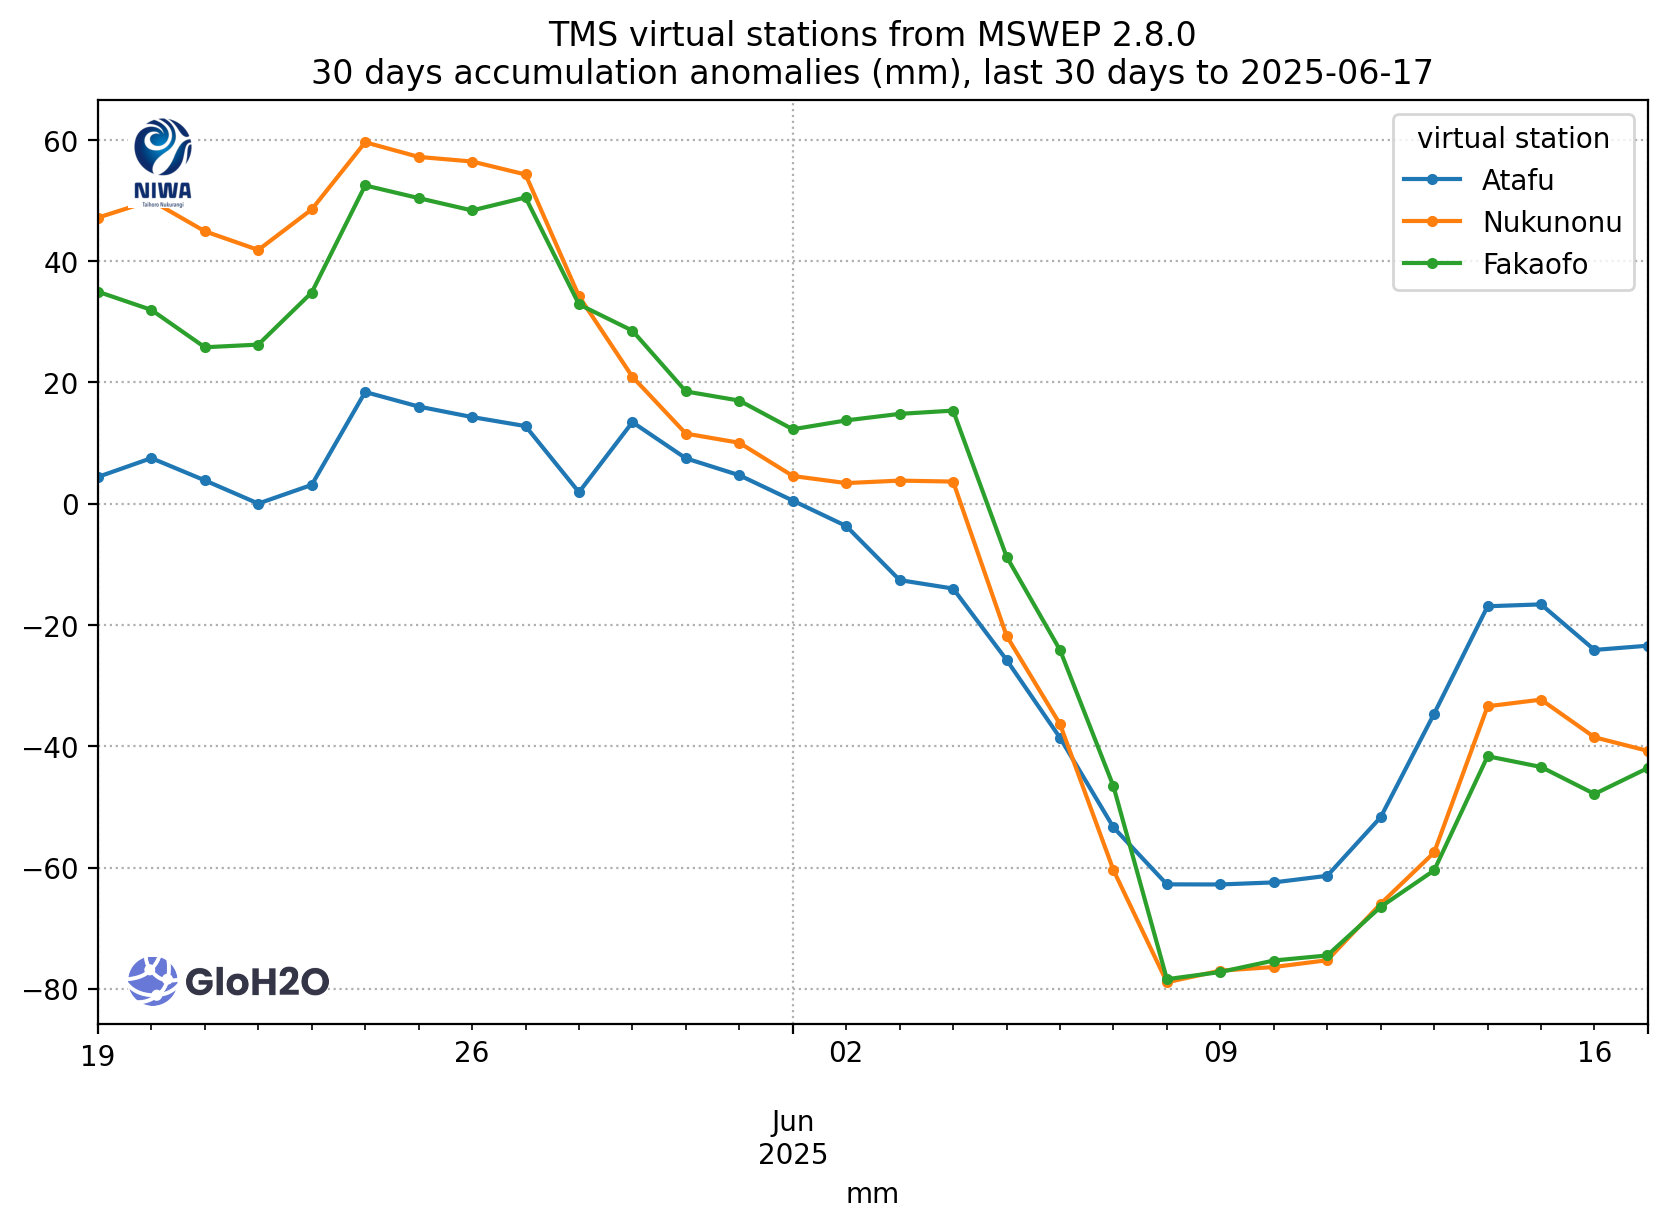 TMS virtual stations from MSWEP 2.8.0
30 days accumulation anomalies (mm), last 30 days to 2025-06-17
60
40
20
0
−20
−40
−60
−80
NIWA
Taihoro Nukurangi
virtual station
Atafu
Nukunonu
Fakaofo
GloH2O
19
26
02
09
16
Jun
2025
mm